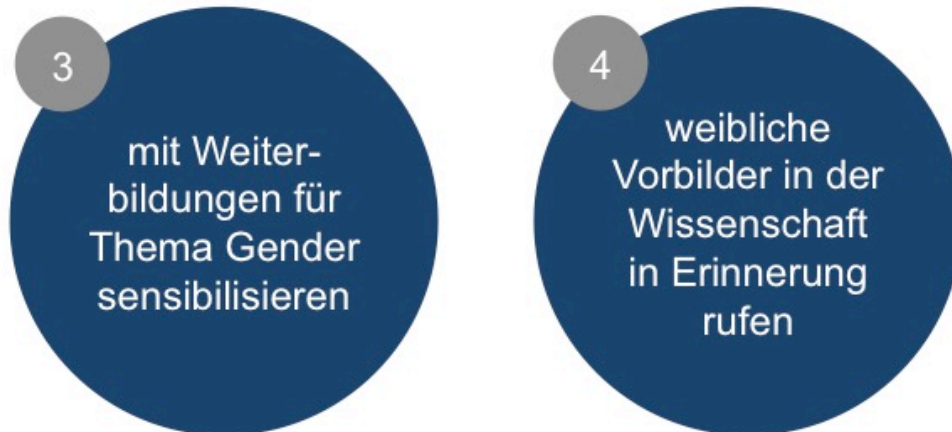 3
mit Weiter-
bildungen für
Thema Gender
sensibilisieren
4
weibliche
Vorbilder in der
Wissenschaft
in Erinnerung
rufen